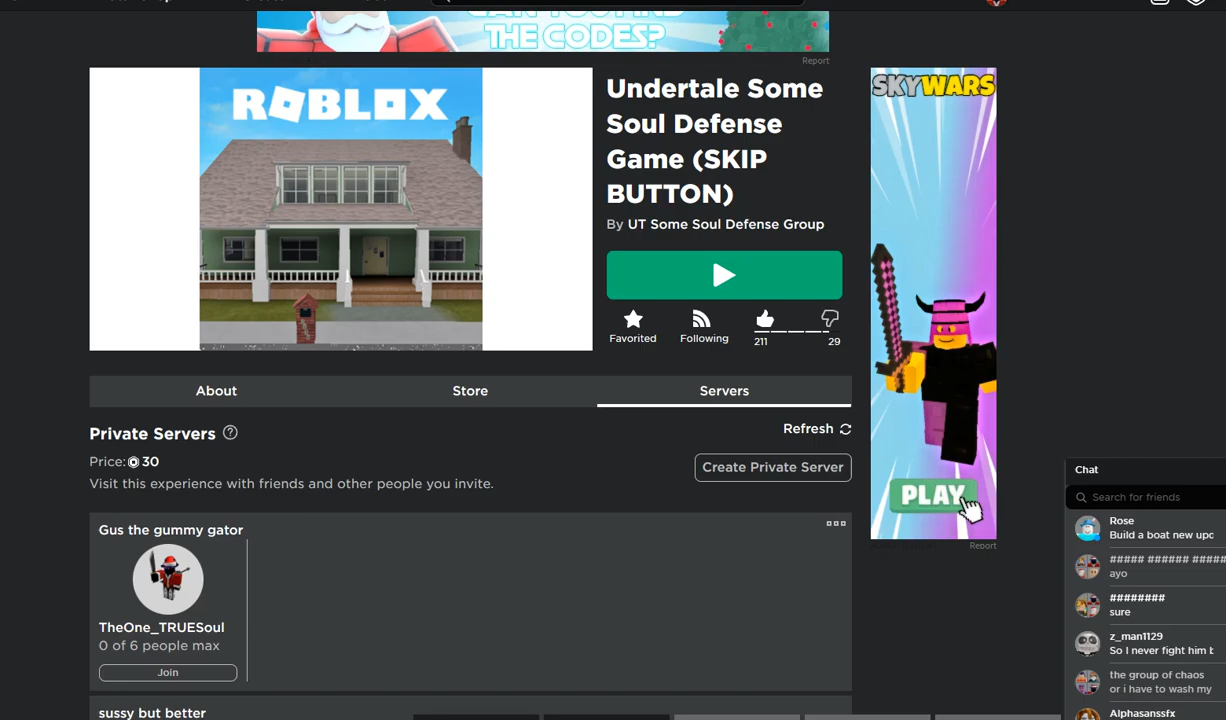 CAN YOU FIND
THE CODES?
Report
ROBLOX
Undertale Some
Soul Defense
Game (SKIP
BUTTON)
By UT Some Soul Defense Group
Favorited
Following
211
29
SKYWARS
PLAY
Report
About
Store
Servers
Private Servers
Refresh
Price: 30
Create Private Server
Visit this experience with friends and other people you invite.
Gus the gummy gator
TheOne_TRUESoul
0 of 6 people max
Join
sussy but better
Chat
Search for friends
Rose
Build a boat new upc
##### ###### #####
ayo
########
sure
z_man1129
So I never fight him b
the group of chaos
or i have to wash my
Alphasanssfx